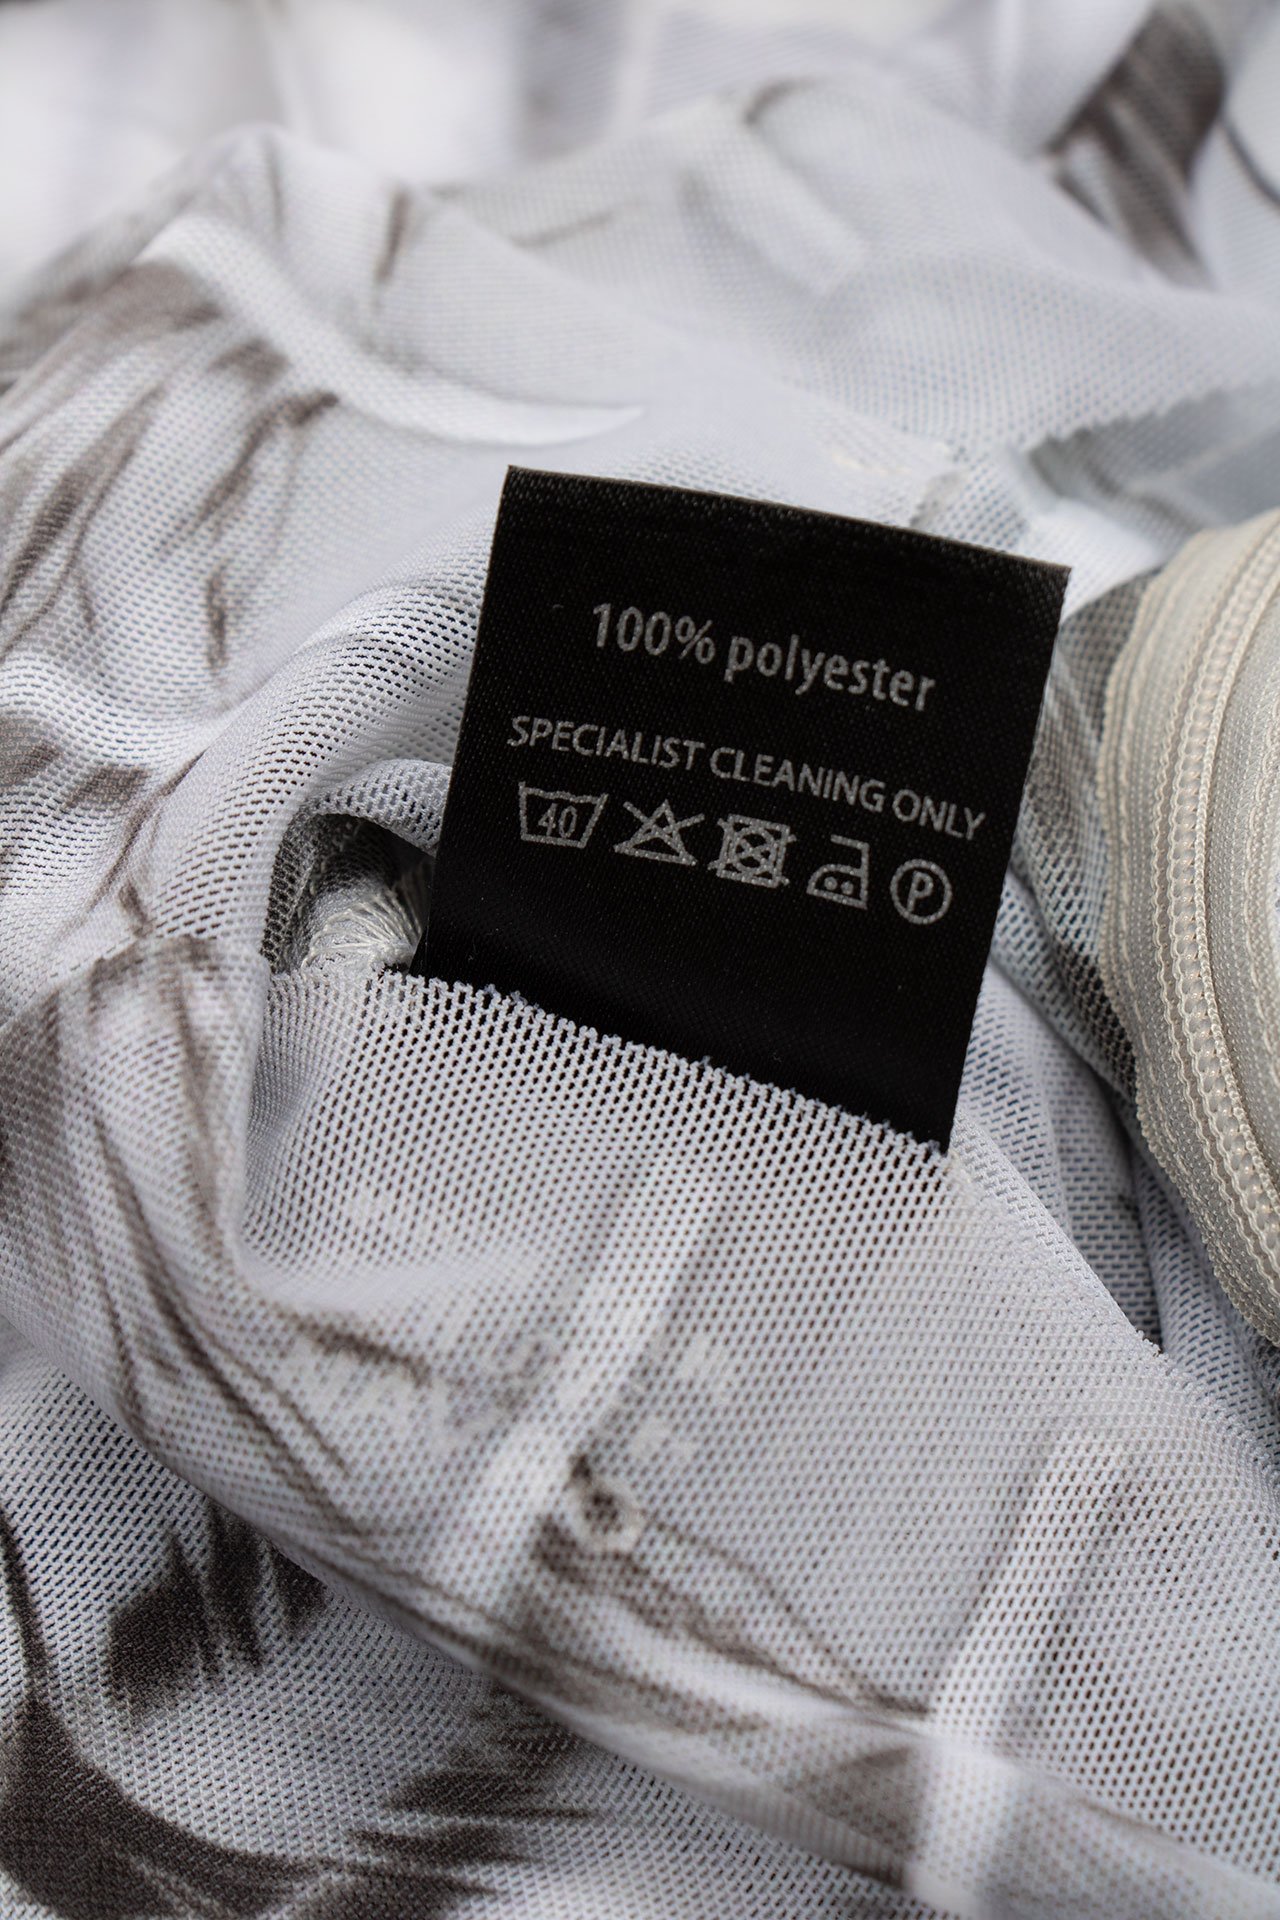 100% polyester
SPECIALIST CLEANING ONLY
40 P